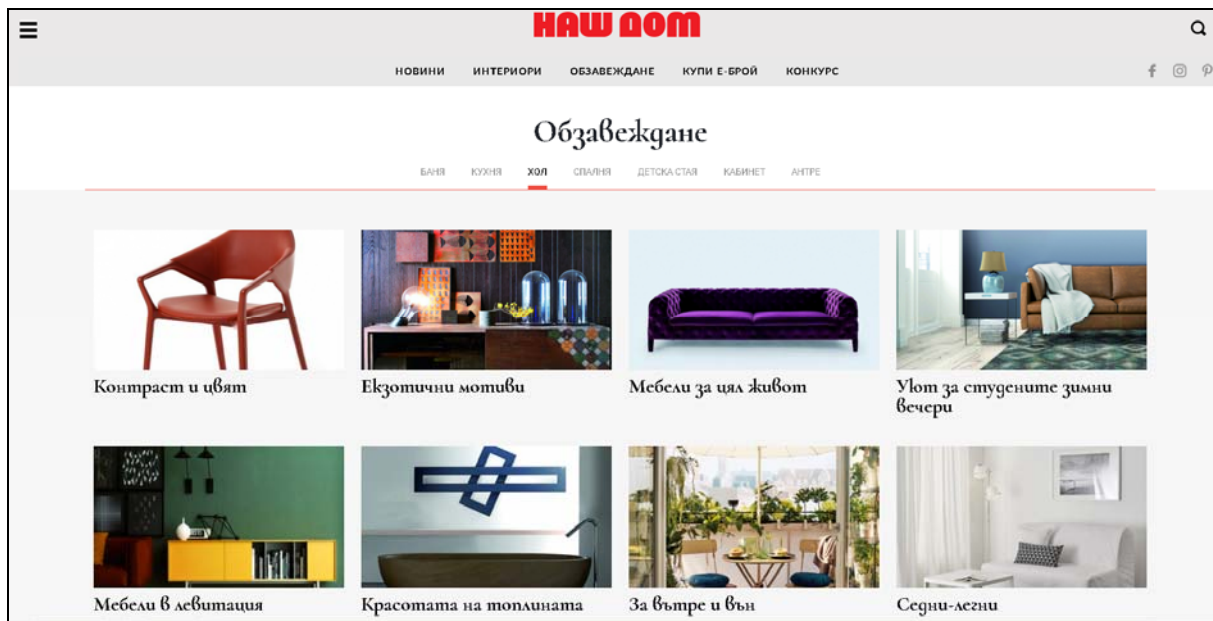 НАШ ДОМ
НОВИНИ ИНТЕРИОРИ ОБЗАВЕЖДАНЕ КУПИ Е-БРОЙ КОНКУРС
Обзавеждане
БАНЯ КУХНЯ ХОЛ СПАЛНЯ ДЕТСКА СТАЯ КАБИНЕТ АНТРЕ
Контраст и цвят
Екзотични мотиви
Мебели за цял живот
Уют за студените зимни
вечери
Мебели в левитация
Красотата на топлината
За вътре и вън
Седни-легни